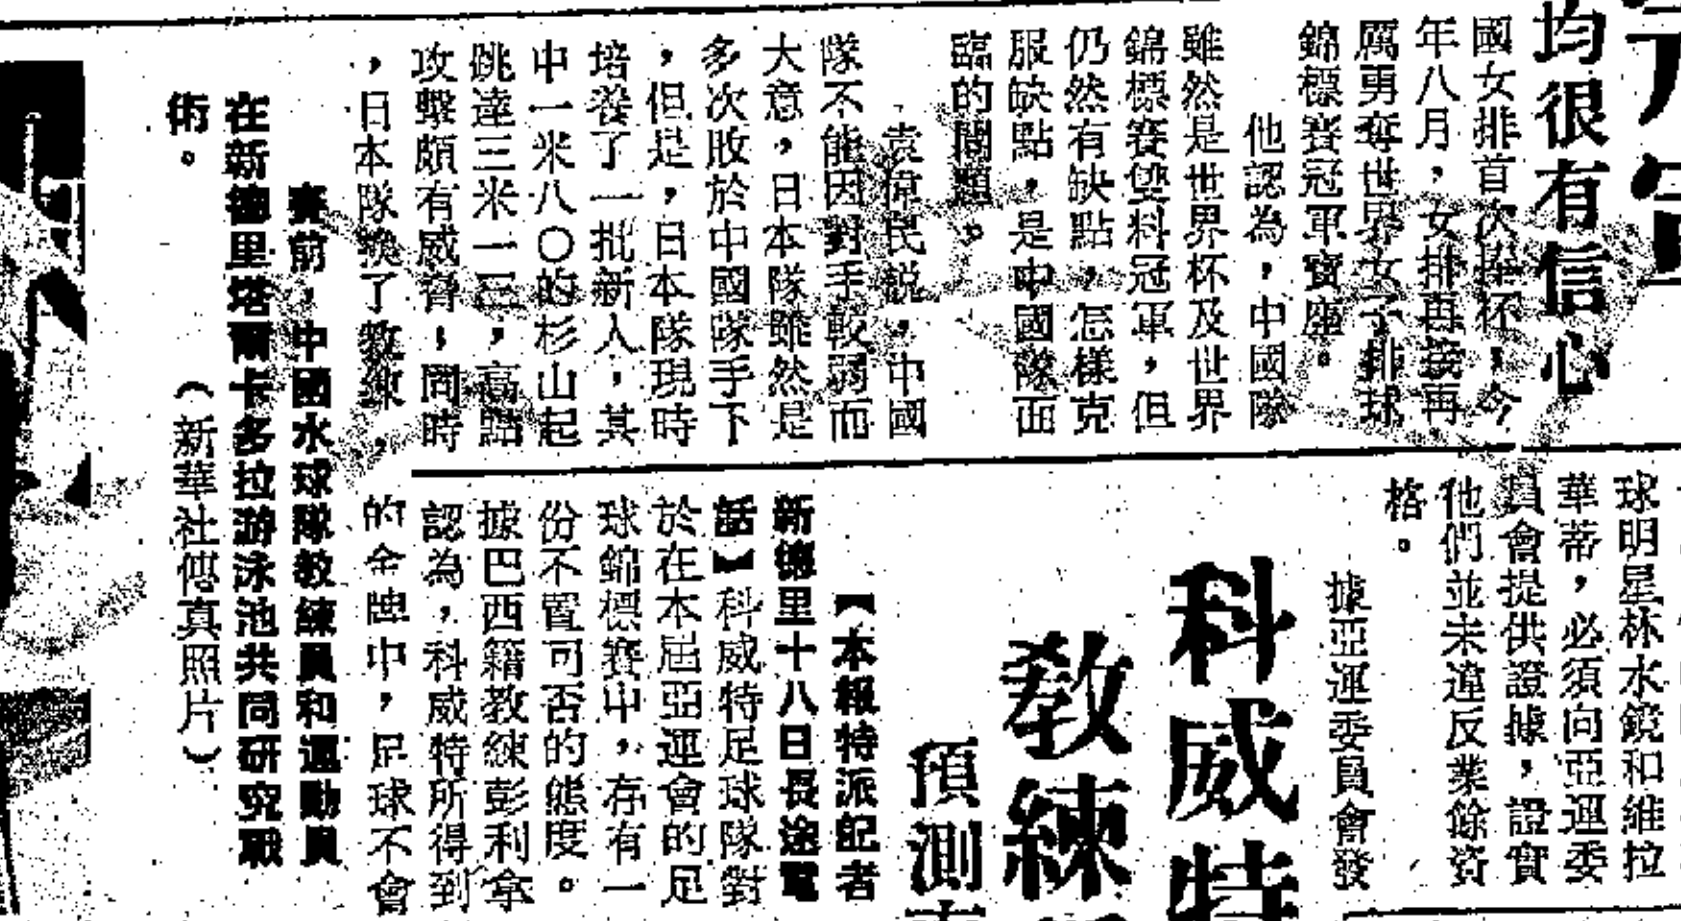 均很有信心
國女排首次捧杯，今
年八月，女排再接再
厲勇奪世界女子排球
錦標賽冠軍寶座。
他認為，中國隊
雖然是世界杯及世界
錦標賽雙料冠軍，但
仍然有缺點，怎樣克
服缺點，是中國隊面
臨的關題。
袁偉民説，中國
隊不能因對手較弱而
大意，日本隊雖然是
多次敗於中國隊手下
，但是，日本隊現時
培養了一批新人，其
中一米八〇的杉山起
跳達三米一三，高點
攻擊頗有威脅；同時
，日本隊換了教練，
賽前，中國水球隊教練員和運動員
在新德里塔爾卡多拉游泳池共同研究戰
術。
（新華社傳真照片）
球明星林水鏡和維拉
華蒂，必須向亞運委
員會提供證據，證實
他們並未違反業餘資
格。
據亞運委員會發
科威特
教練
預測
【本報特派記者
新德里十八日長途電
話】科威特足球隊對
於在本屆亞運會的足
球錦標賽中，存有一
份不置可否的態度。
據巴西籍教練彭利拿
認為，科威特所得到
的金牌中，足球不會